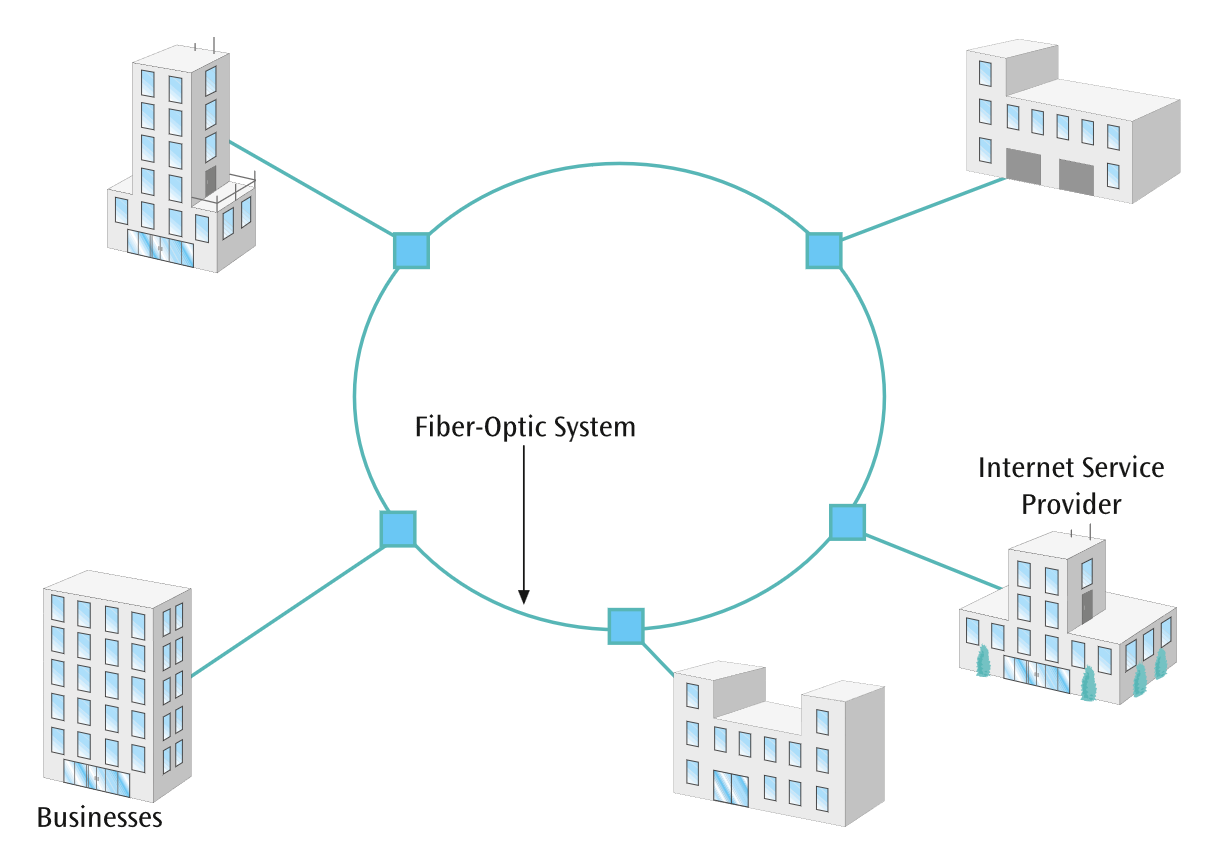 Fiber-Optic System
Internet Service
Provider
Businesses